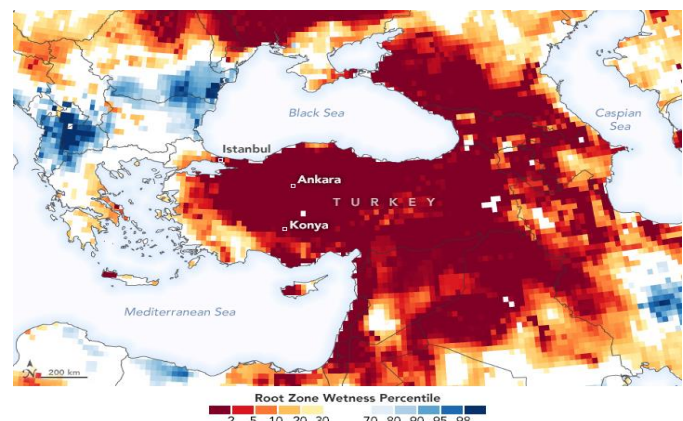 Black Sea
Caspian
Sea
Istanbul
Ankara
TURKEY
Konya
Mediterranean Sea
N
200 km
Root Zone Wetness Percentile
2 5 10 20 30 70 80 90 95 98